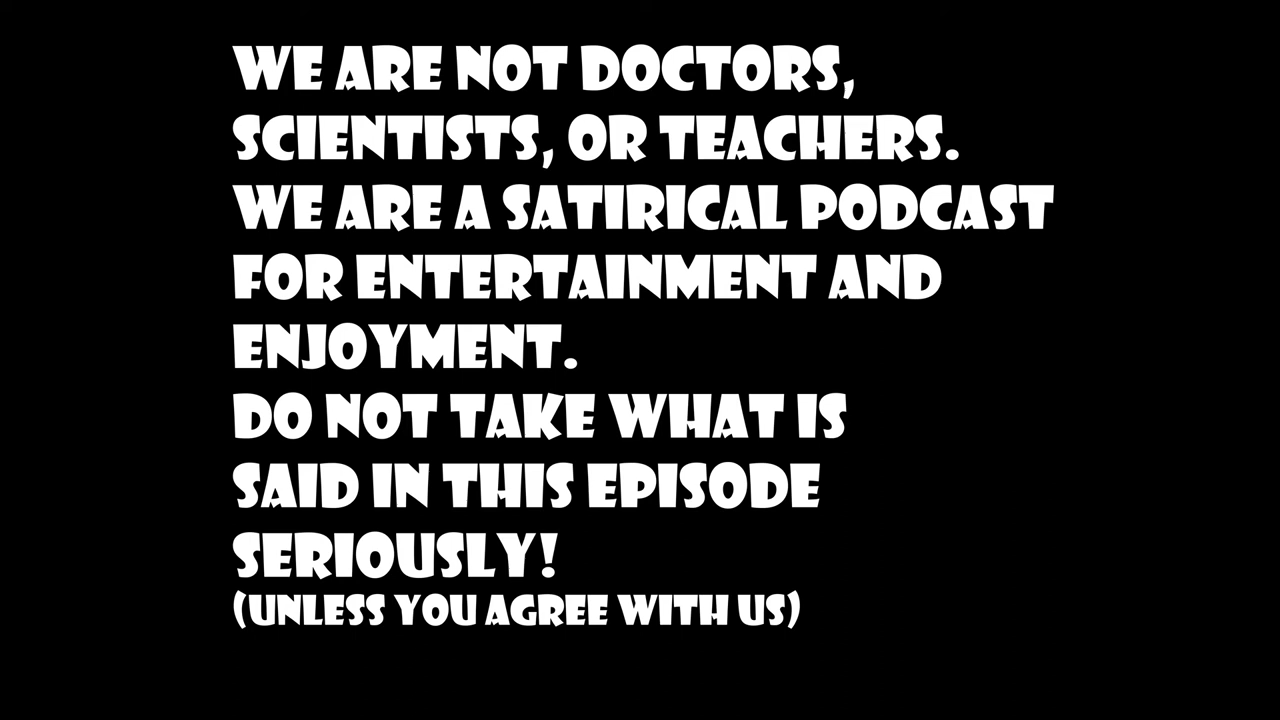 WE ARE NOT DOCTORS,
SCIENTISTS, OR TEACHERS.
WE ARE A SATIRICAL PODCAST
FOR ENTERTAINMENT AND
ENJOYMENT.
DO NOT TAKE WHAT IS
SAID IN THIS EPISODE
SERIOUSLY!
(UNLESS YOU AGREE WITH US)